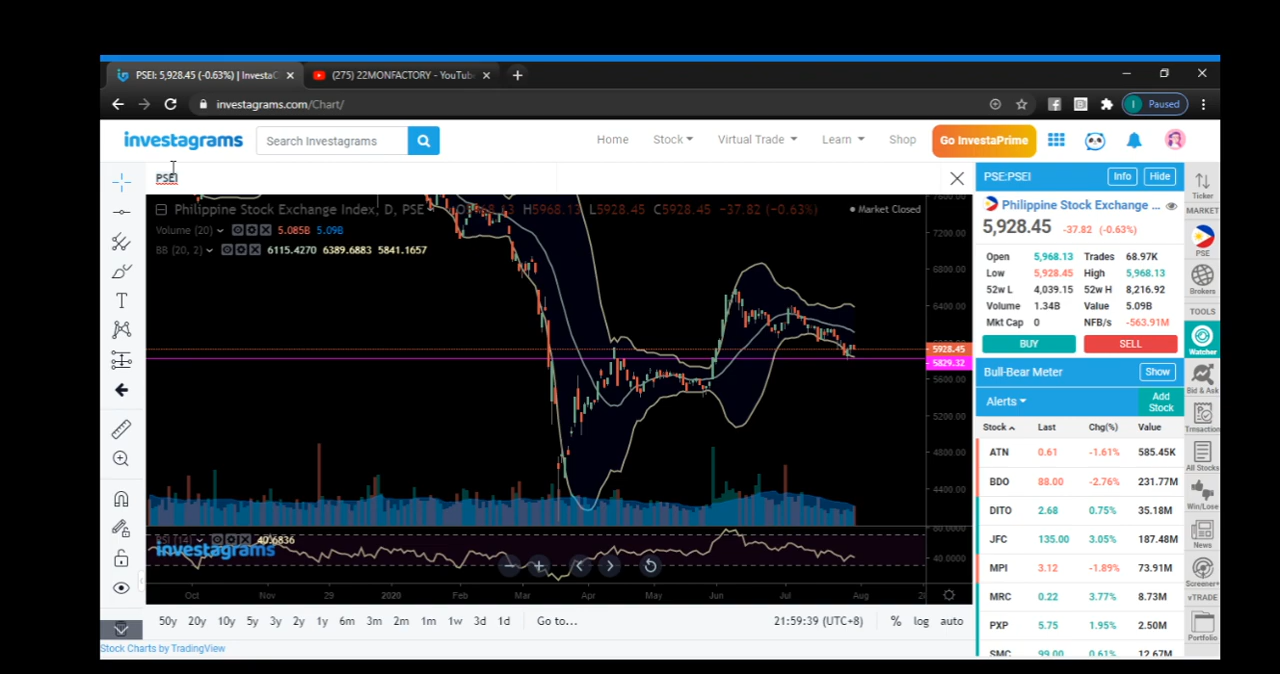 PSEI: 5,928.45 (-0.63%) | InvestaG
(275) 22MONFACTORY - YouTub
investagrams.com/Chart/
I Paused
investagrams
Search Investagrams
Home
Stock
Virtual Trade
Learn
Shop
Go InvestaPrime
PSEI
PSE:PSEI
Info
Hide
Ticker
MARKET
Philippine Stock Exchange Index, D, PSE
H5968.13 L5928.45 C5928.45 -37.82 (-0.63%)
Market Closed
7200.00
Volume (20) 5.085B 5.09B
BB (20, 2) 6115.4270 6389.6883 5841.1657
6800.00
6400.00
5928.45
5829.32
5600.00
5200.00
4800.00
4400.00
Philippine Stock Exchange ...
5,928.45 -37.82 (-0.63%)
Open 5,968.13 Trades 68.97K
Low 5,928.45 High 5,968.13
52w L 4,039.15 52w H 8,216.92
Volume 1.34B Value 5.09B
Mkt Cap 0 NFB/s -563.91M
BUY
SELL
Bull-Bear Meter
Show
Alerts
Add
Stock
Stock Last Chg(%) Value
ATN 0.61 -1.61% 585.45K
BDO 88.00 -2.76% 231.77M
DITO 2.68 0.75% 35.18M
JFC 135.00 3.05% 187.48M
MPI 3.12 -1.89% 73.91M
MRC 0.22 3.77% 8.73M
PXP 5.75 1.95% 2.50M
SMC 99.00 0.61% 12.67M
PSE
Brokers
TOOLS
Watcher
Bid & Ask
Transaction
All Stocks
Win/Lose
News
Screener+
vTRADE
Portfolio
RSI (14) 40.6836
investagrams
40.0000
Oct Nov 29 2020 Feb Mar Apr May Jun Jul Aug
50y 20y 10y 5y 3y 2y 1y 6m 3m 2m 1m 1w 3d 1d Go to...
21:59:39 (UTC+8) % log auto
Stock Charts by TradingView